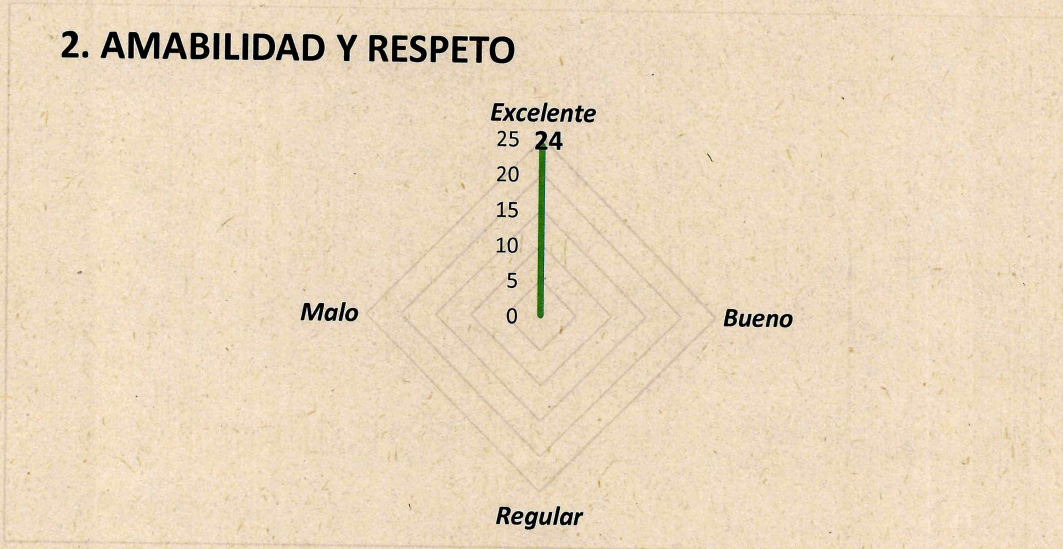 2. AMABILIDAD Y RESPETO
Excelente
25 24
20
15
10
5
0
Malo
Bueno
Regular